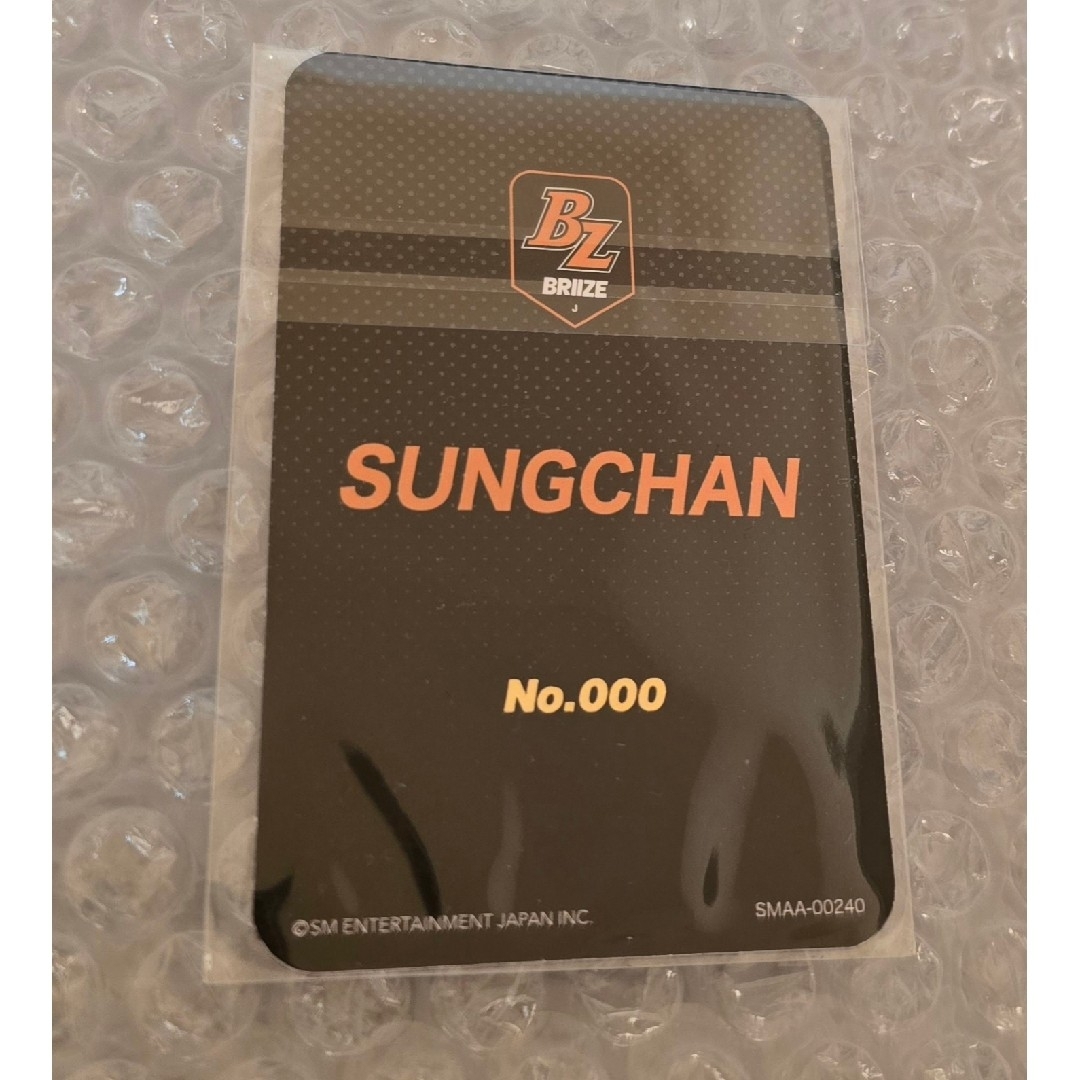 BZ
BRIIZE
J
SUNGCHAN
No.000
©SM ENTERTAINMENT JAPAN INC.
SMAA-00240